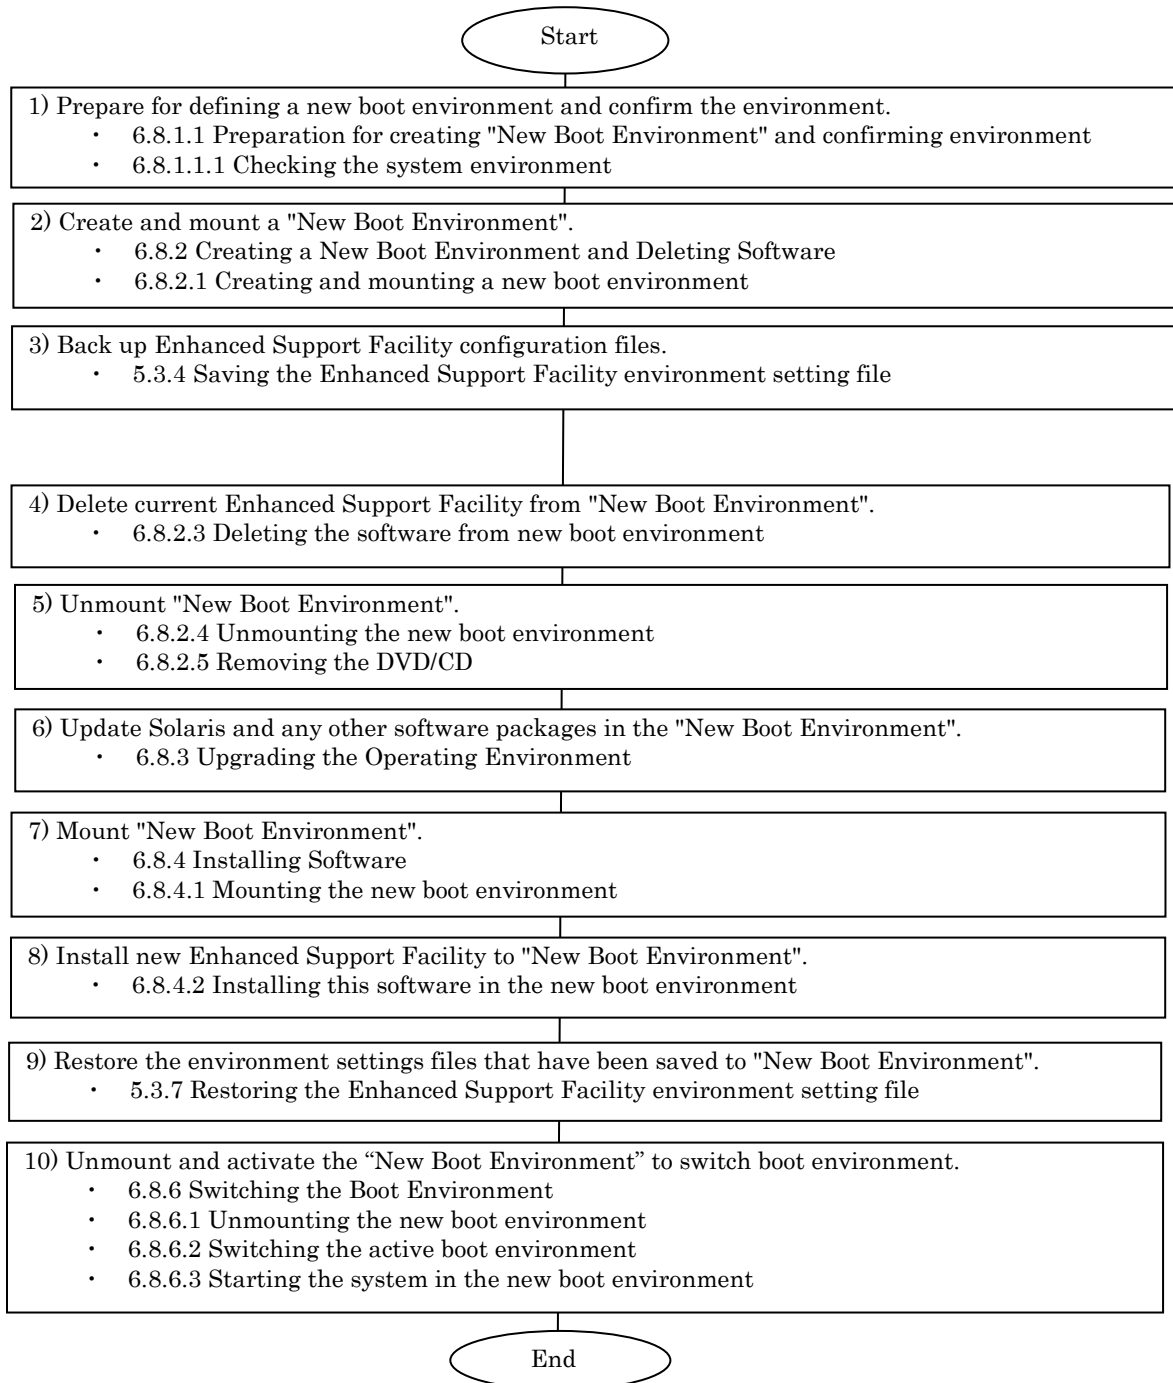 Start
1) Prepare for defining a new boot environment and confirm the environment.
・ 6.8.1.1 Preparation for creating "New Boot Environment" and confirming environment
・ 6.8.1.1.1 Checking the system environment
2) Create and mount a "New Boot Environment".
・ 6.8.2 Creating a New Boot Environment and Deleting Software
・ 6.8.2.1 Creating and mounting a new boot environment
3) Back up Enhanced Support Facility configuration files.
・ 5.3.4 Saving the Enhanced Support Facility environment setting file
4) Delete current Enhanced Support Facility from "New Boot Environment".
・ 6.8.2.3 Deleting the software from new boot environment
5) Unmount "New Boot Environment".
・ 6.8.2.4 Unmounting the new boot environment
・ 6.8.2.5 Removing the DVD/CD
6) Update Solaris and any other software packages in the "New Boot Environment".
・ 6.8.3 Upgrading the Operating Environment
7) Mount "New Boot Environment".
・ 6.8.4 Installing Software
・ 6.8.4.1 Mounting the new boot environment
8) Install new Enhanced Support Facility to "New Boot Environment".
・ 6.8.4.2 Installing this software in the new boot environment
9) Restore the environment settings files that have been saved to "New Boot Environment".
・ 5.3.7 Restoring the Enhanced Support Facility environment setting file
10) Unmount and activate the “New Boot Environment” to switch boot environment.
・ 6.8.6 Switching the Boot Environment
・ 6.8.6.1 Unmounting the new boot environment
・ 6.8.6.2 Switching the active boot environment
・ 6.8.6.3 Starting the system in the new boot environment
End